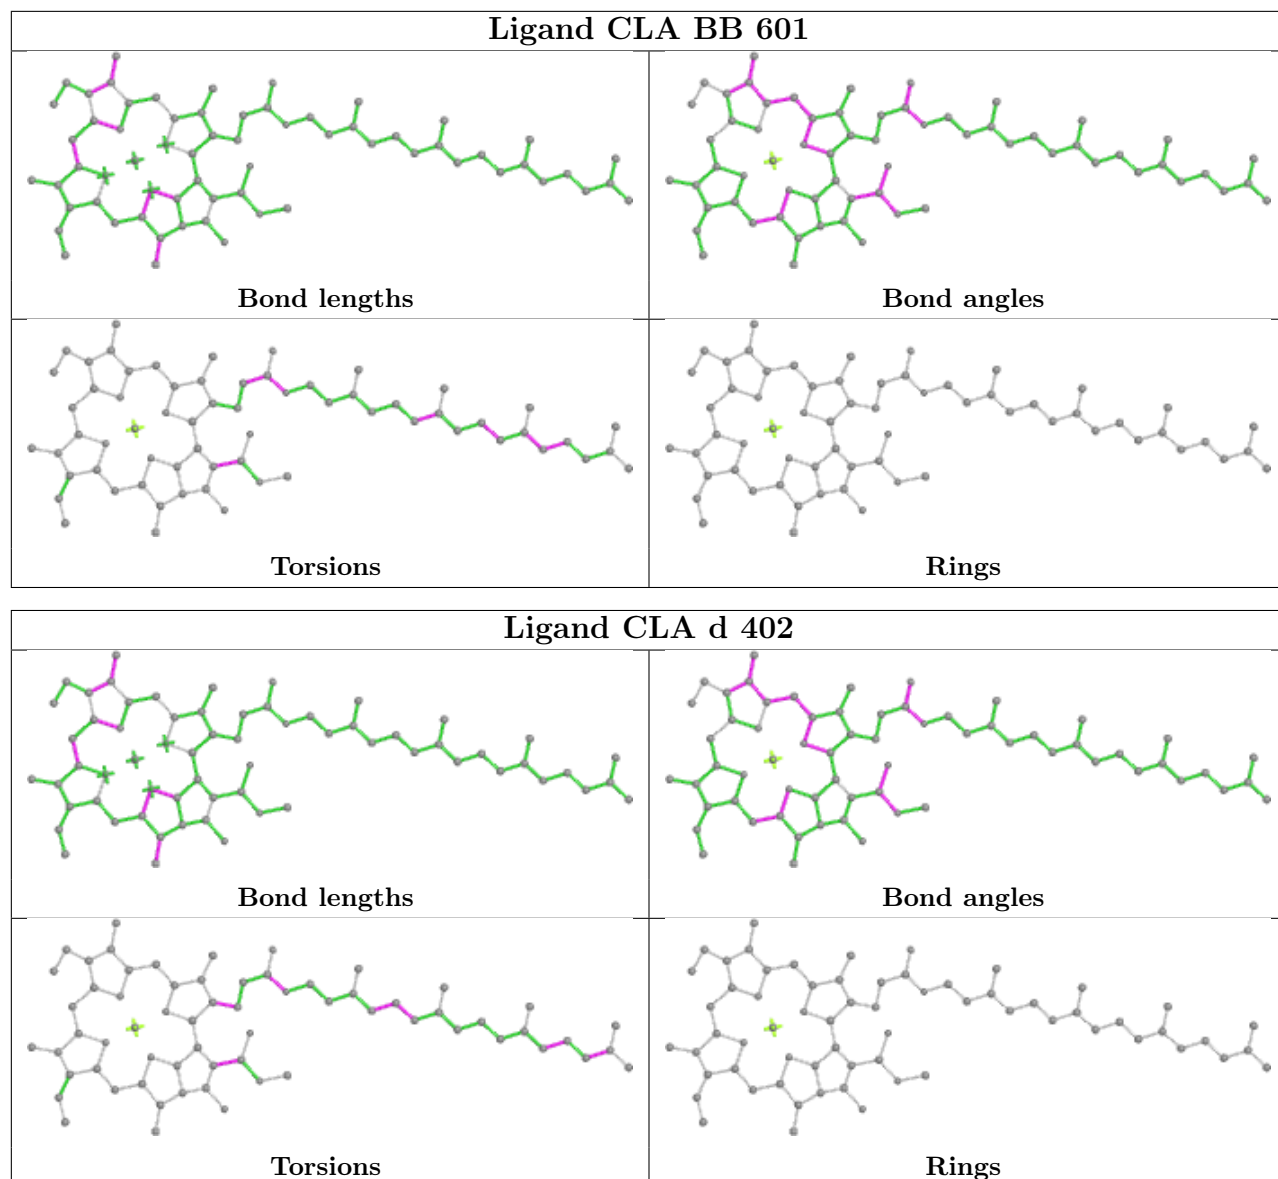 Ligand CLA BB 601
Bond lengths
Bond angles
Torsions
Rings
Ligand CLA d 402
Bond lengths
Bond angles
Torsions
Rings